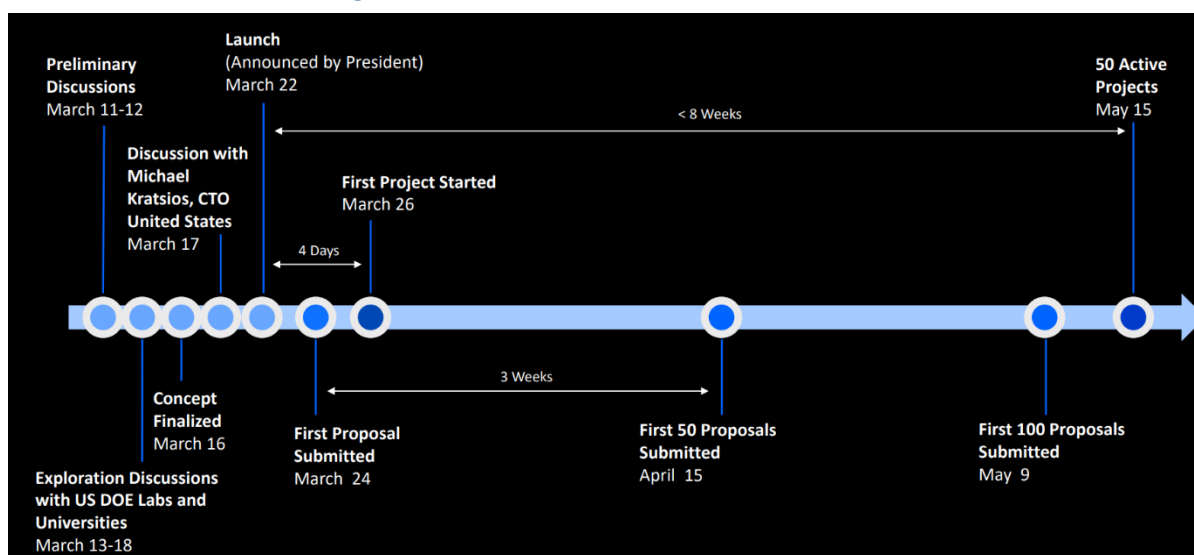 Launch
(Announced by President)
March 22
Preliminary
Discussions
March 11-12
50 Active
Projects
May 15
< 8 Weeks
Discussion with
Michael
Kratsios, CTO
United States
March 17
First Project Started
March 26
4 Days
3 Weeks
Concept
Finalized
March 16
First Proposal
Submitted
March  24
First 50 Proposals
Submitted
April  15
First 100 Proposals
Submitted
May 9
Exploration Discussions
with US DOE Labs and
Universities
March 13-18